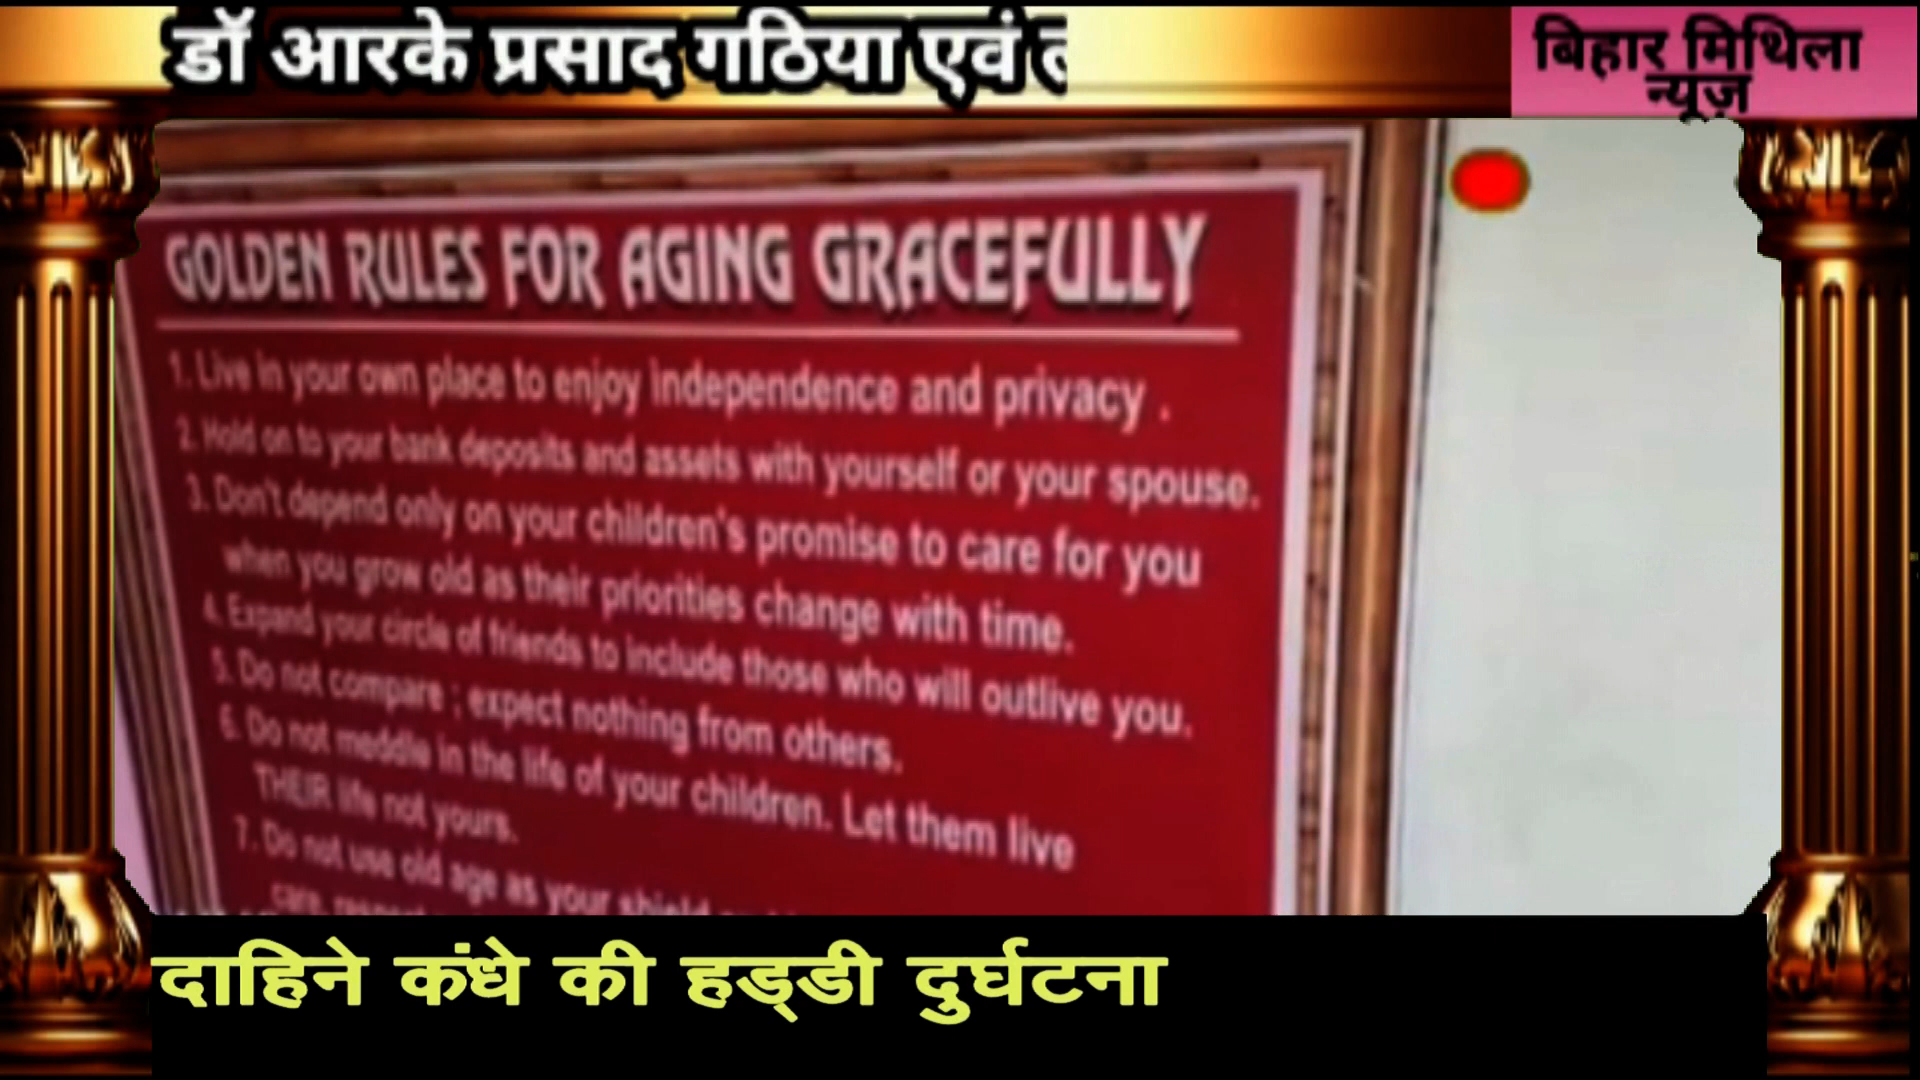 डॉ आरके प्रसाद गठिया एवं
बिहार मिथिला
न्यूज़
GOLDEN RULES FOR AGING GRACEFULLY
1. Live in your own place to enjoy independence and privacy .
2. Hold on to your bank deposits and assets with yourself or your spouse.
3. Don't depend only on your children's promise to care for you
when you grow old as their priorities change with time.
4. Expand your circle of friends to include those who will outlive you.
5. Do not compare ; expect nothing from others.
6. Do not meddle in the life of your children. Let them live
THEIR life not yours.
7. Do not use old age as your shield
care,
दाहिने कंधे की हड्डी दुर्घटना